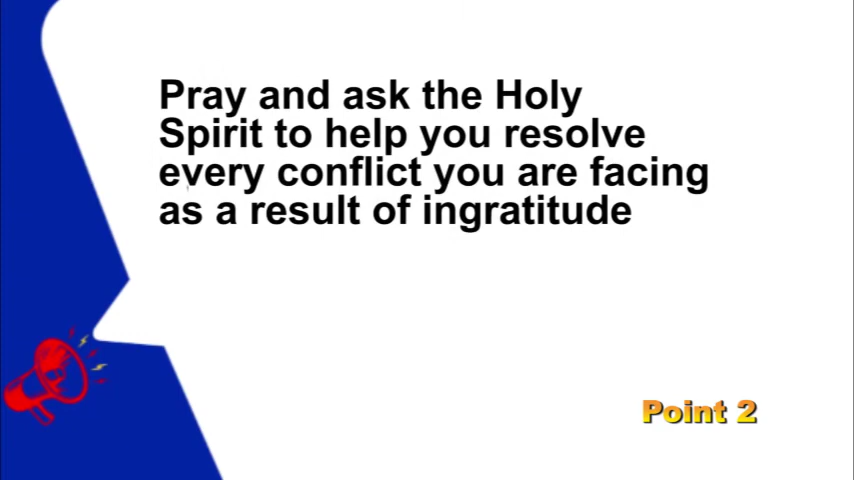 Pray and ask the Holy
Spirit to help you resolve
every conflict you are facing
as a result of ingratitude
Point 2